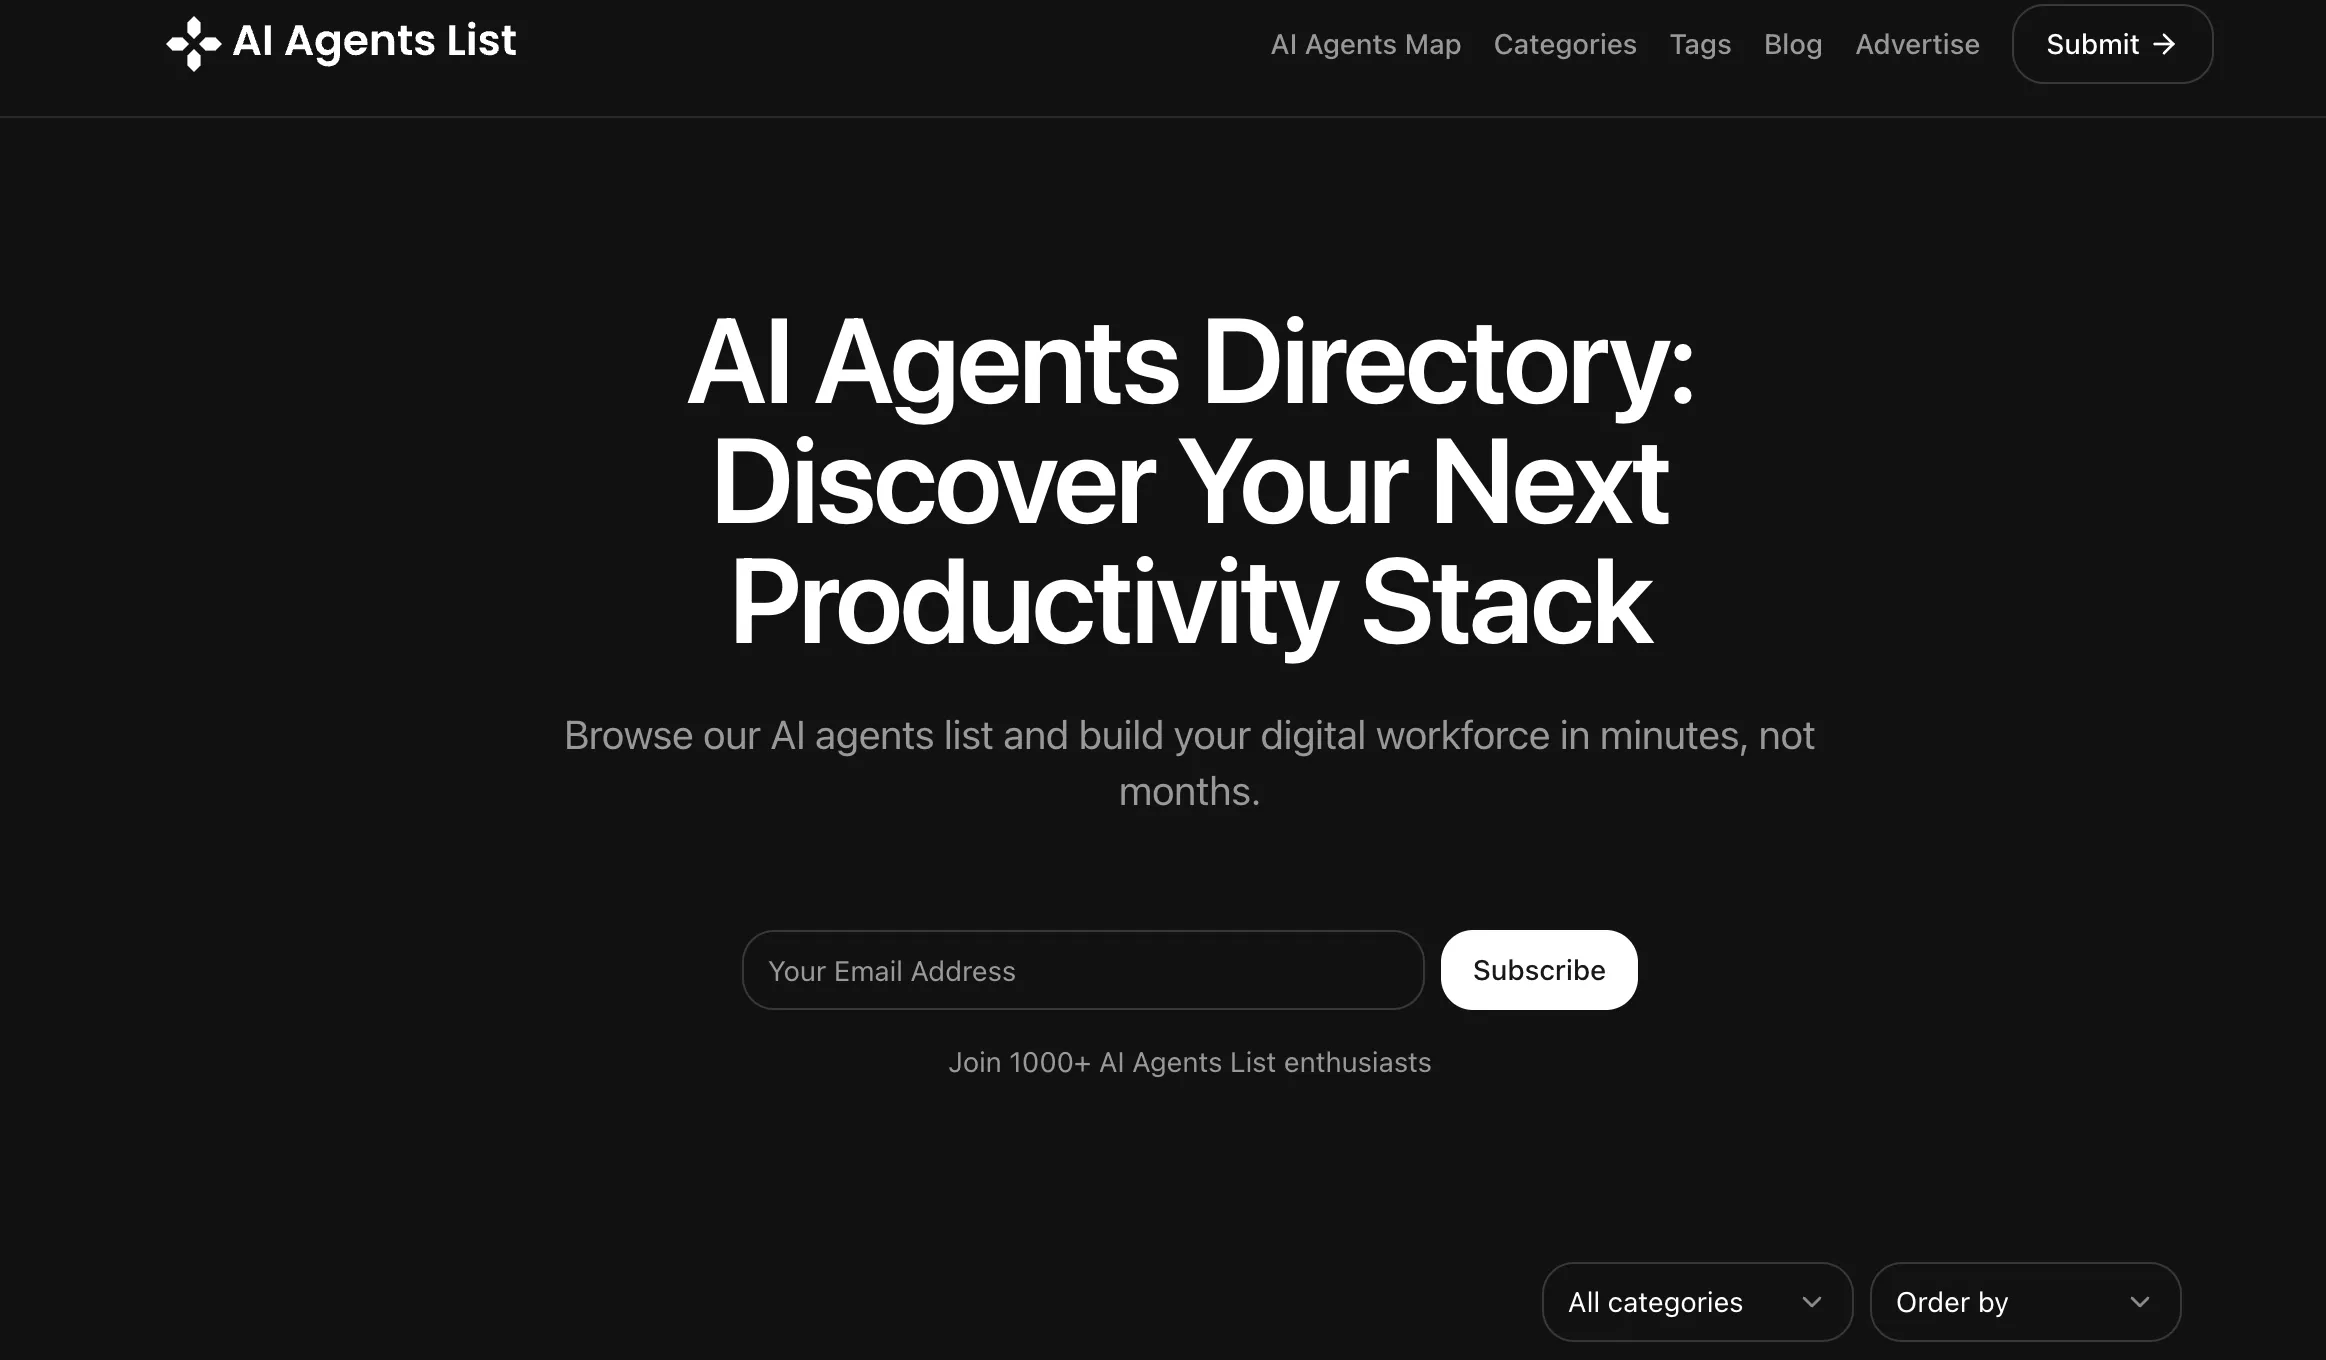 AI Agents List
AI Agents Map
Categories
Tags
Blog
Advertise
Submit
AI Agents Directory:
Discover Your Next
Productivity Stack
Browse our AI agents list and build your digital workforce in minutes, not
months.
Your Email Address
Subscribe
Join 1000+ AI Agents List enthusiasts
All categories
Order by